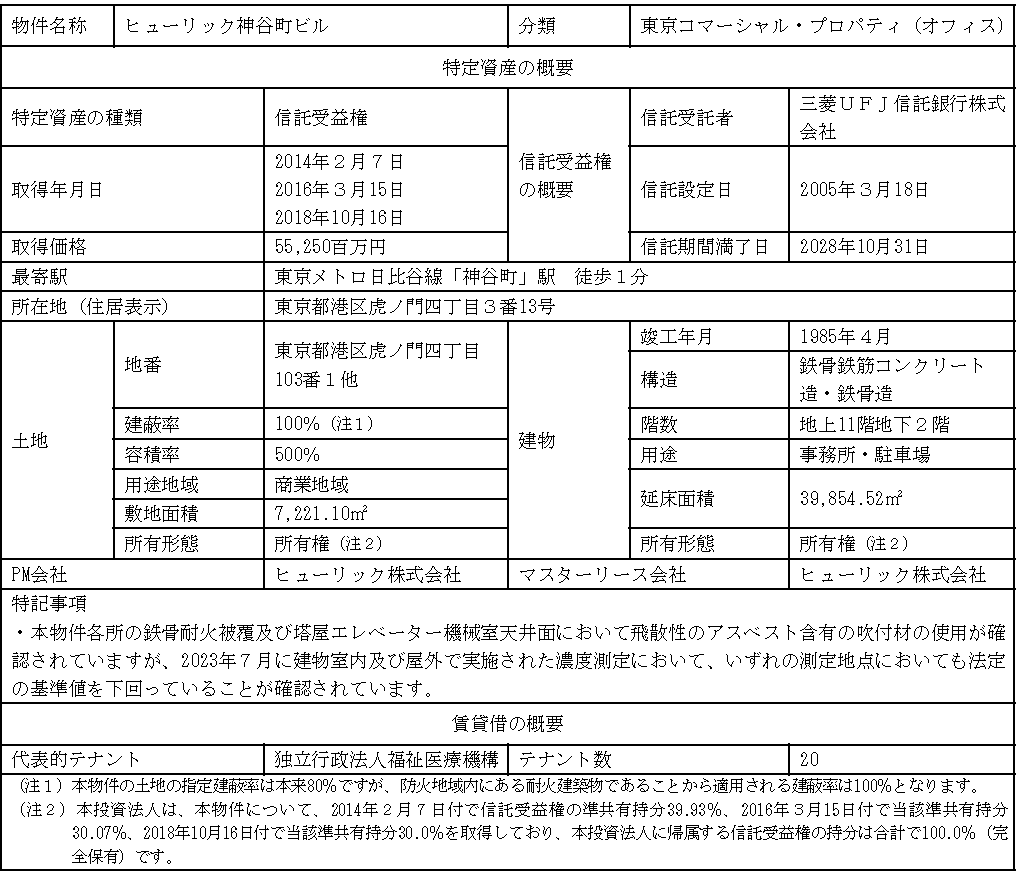 物件名称 ヒューリック神谷町ビル 分類 東京コマーシャル・プロパティ（オフィス）
特定資産の概要
特定資産の種類 信託受益権 信託受益権の概要 信託受託者 三菱ＵＦＪ信託銀行株式会社
取得年月日 2014年２月７日
2016年３月15日
2018年10月16日
信託設定日 2005年３月18日
取得価格 55,250百万円 信託期間満了日 2028年10月31日
最寄駅 東京メトロ日比谷線「神谷町」駅　徒歩１分
所在地（住居表示） 東京都港区虎ノ門四丁目３番13号
土地 地番 東京都港区虎ノ門四丁目
103番１他
建蔽率 100%（注１）
容積率 500%
用途地域 商業地域
敷地面積 7,221.10㎡
所有形態 所有権（注２）
建物 竣工年月 1985年４月
構造 鉄骨鉄筋コンクリート
造・鉄骨造
階数 地上11階地下２階
用途 事務所・駐車場
延床面積 39,854.52㎡
所有形態 所有権（注２）
PM会社 ヒューリック株式会社 マスターリース会社 ヒューリック株式会社
特記事項
・本物件各所の鉄骨耐火被覆及び塔屋エレベーター機械室天井面において飛散性のアスベスト含有の吹付材の使用が確
認されていますが、2023年７月に建物室内及び屋外で実施された濃度測定において、いずれの測定地点においても法定
の基準値を下回っていることが確認されています。
賃貸借の概要
代表的テナント 独立行政法人福祉医療機構 テナント数 20
（注１）本物件の土地の指定建蔽率は本来80%ですが、防火地域内にある耐火建築物であることから適用される建蔽率は100%となります。
（注２）本投資法人は、本物件について、2014年２月７日付で信託受益権の準共有持分39.93%、2016年３月15日付で当該準共有持分
30.07%、2018年10月16日付で当該準共有持分30.0%を取得しており、本投資法人に帰属する信託受益権の持分は合計で100.0%（完
全保有）です。